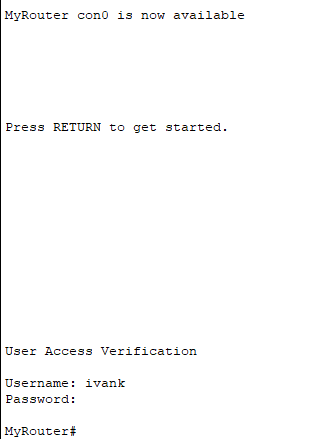 MyRouter con0 is now available
Press RETURN to get started.
User Access Verification
Username: ivank
Password:
MyRouter#